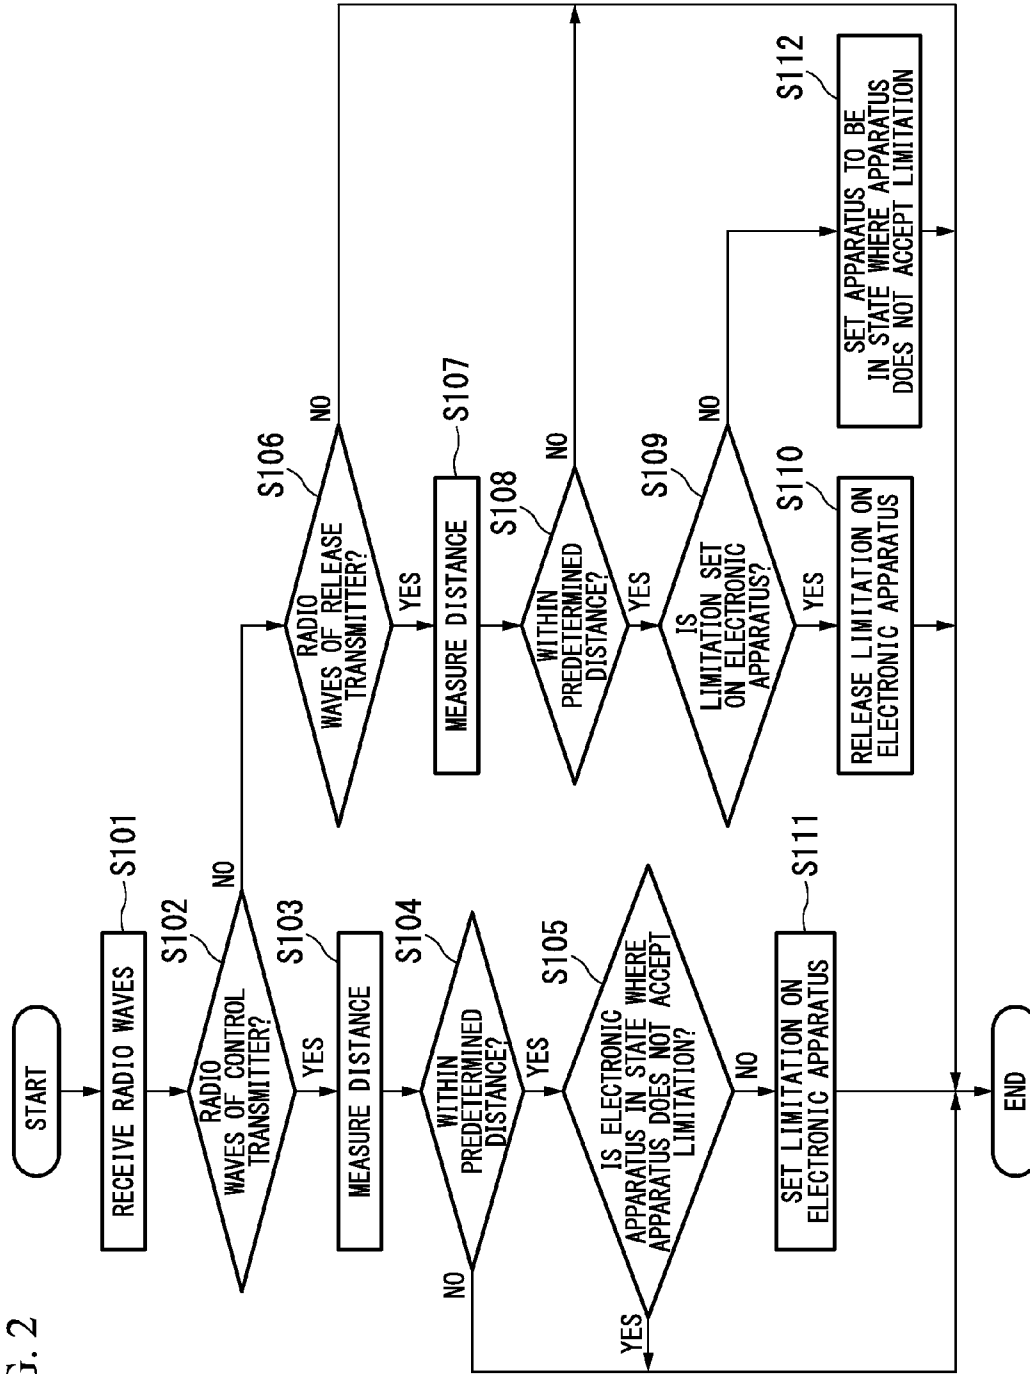 G. 2
START
RECEIVE RADIO WAVES
S101
RADIO
WAVES OF CONTROL
TRANSMITTER?
S102
NO
YES
MEASURE DISTANCE
S103
WITHIN
PREDETERMINED
DISTANCE?
S104
NO
YES
IS ELECTRONIC
APPARATUS IN STATE WHERE
APPARATUS DOES NOT ACCEPT
LIMITATION?
S105
YES
NO
SET LIMITATION ON
ELECTRONIC APPARATUS
S111
RADIO
WAVES OF RELEASE
TRANSMITTER?
S106
NO
YES
MEASURE DISTANCE
S107
WITHIN
PREDETERMINED
DISTANCE?
S108
NO
YES
IS
LIMITATION SET
ON ELECTRONIC
APPARATUS?
S109
NO
YES
RELEASE LIMITATION ON
ELECTRONIC APPARATUS
S110
SET APPARATUS TO BE
IN STATE WHERE APPARATUS
DOES NOT ACCEPT LIMITATION
S112
END